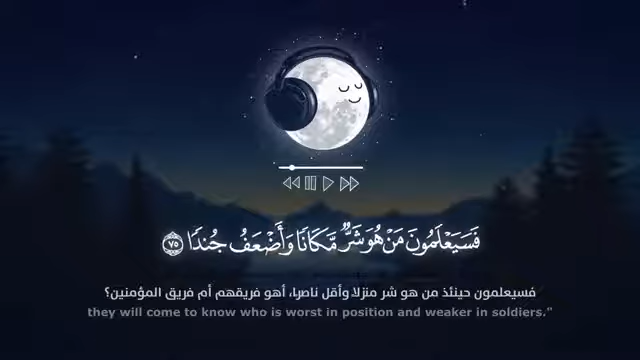 فَسَيَعْلَمُونَ مَنْ هُوَ شَرٌّ مَّكَانًا وَأَضْعَفُ جُندًا ٧٥
فسيعلمون حينئذ من هو شر منزلا وأقل ناصرا، أهو فريقهم أم فريق المؤمنين؟
they will come to know who is worst in position and weaker in soldiers."